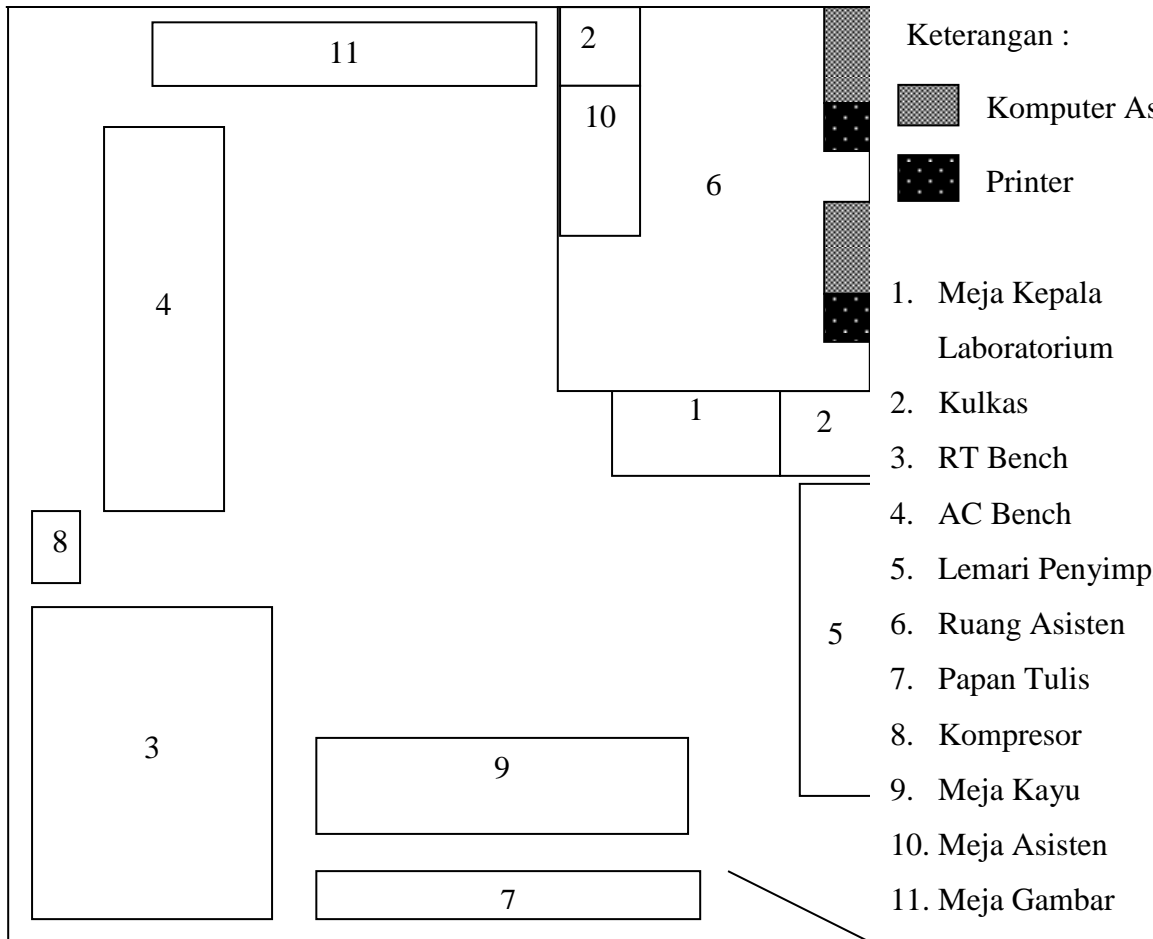 11
2
10
6
4
1
2
8
5
3
9
7
Keterangan :
Komputer As
Printer
1. Meja Kepala
Laboratorium
2. Kulkas
3. RT Bench
4. AC Bench
5. Lemari Penyimp
6. Ruang Asisten
7. Papan Tulis
8. Kompresor
9. Meja Kayu
10. Meja Asisten
11. Meja Gambar